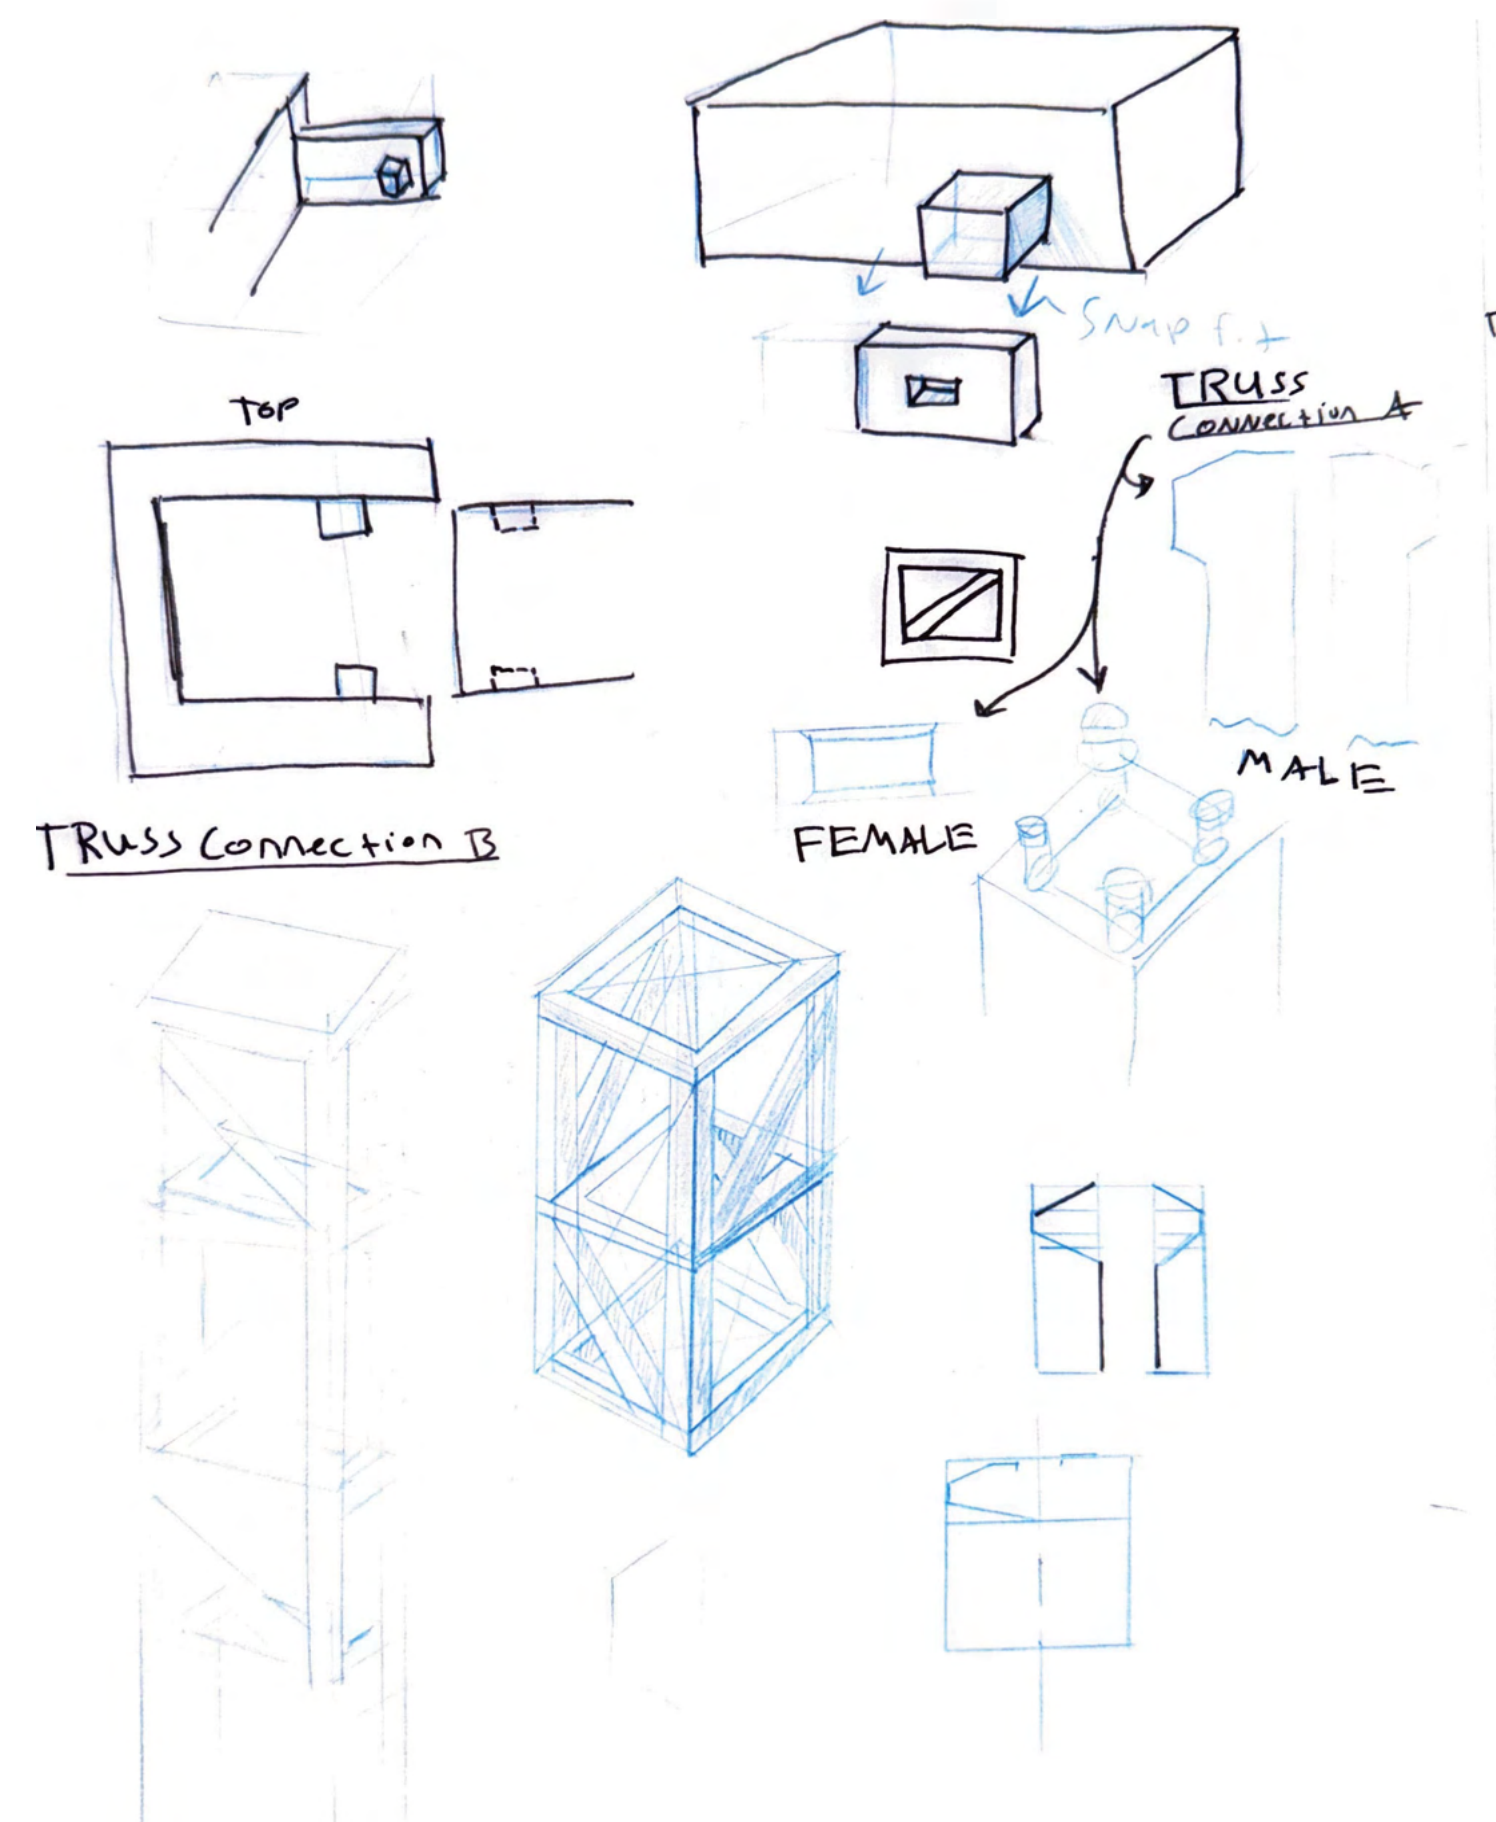 SNAP fit
TRUSS
Connection A
TOP
MALE
FEMALE
TRUSS Connection B